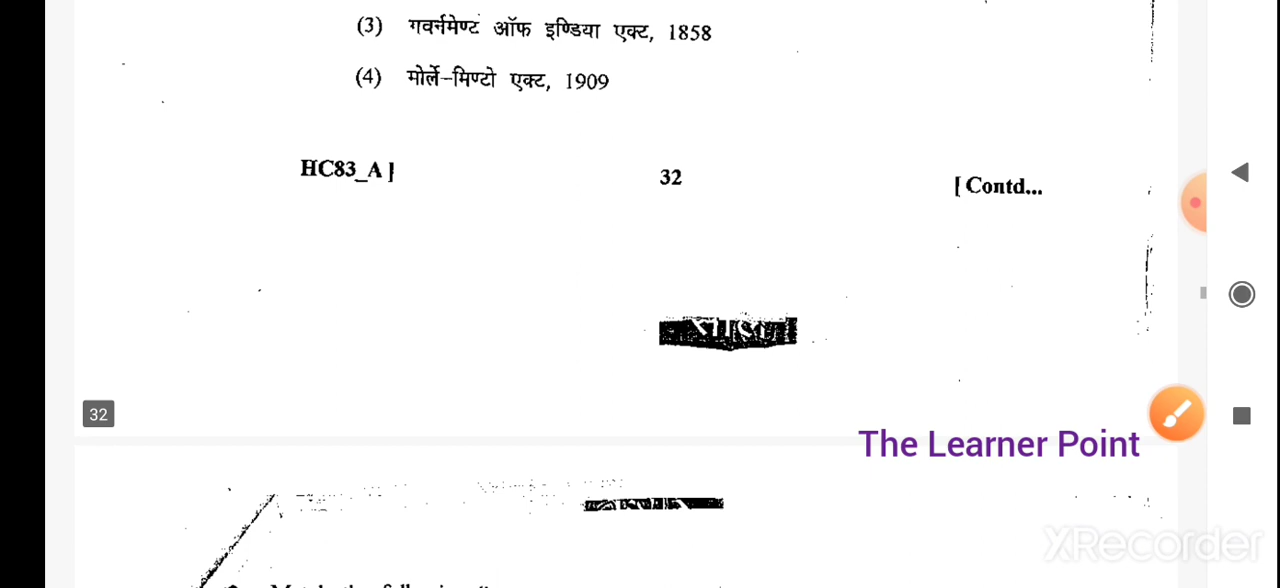 (3) गवर्नमेण्ट ऑफ इण्डिया एक्ट, 1858
(4) मोर्ले-मिण्टो एक्ट, 1909
HC83_A ]
32
[ Contd...
32
The Learner Point
XRecorder